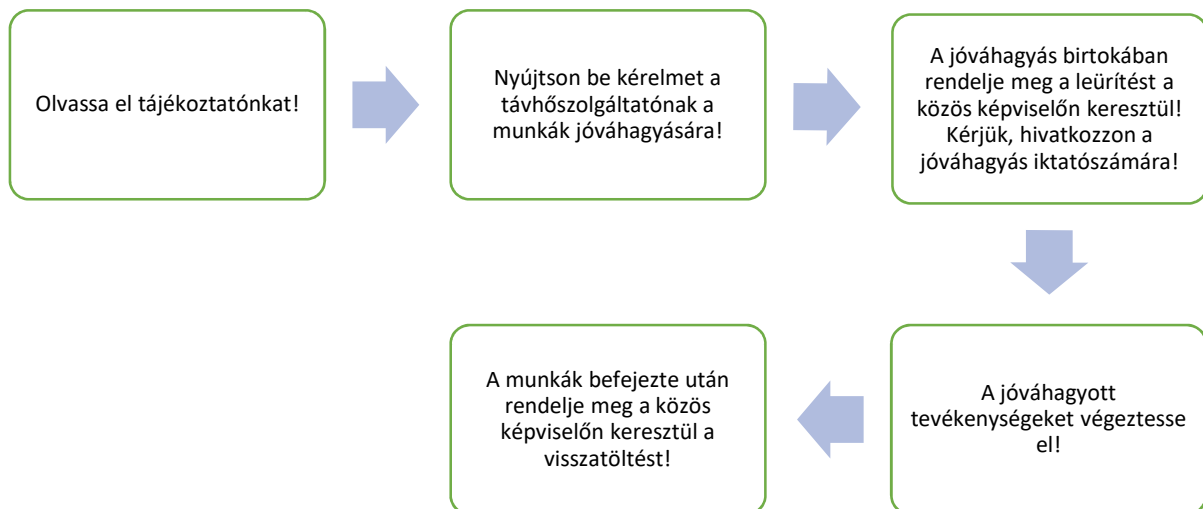 Olvassa el tájékoztatónkat!
Nyújtson be kérelmet a
távhőszolgáltatónak a
munkák jóváhagyására!
A jóváhagyás birtokában
rendelje meg a leürítést a
közös képviselőn keresztül!
Kérjük, hivatkozzon a
jóváhagyás iktatószámára!
A jóváhagyott
tevékenységeket végeztesse
el!
A munkák befejezte után
rendelje meg a közös
képviselőn keresztül a
visszatöltést!